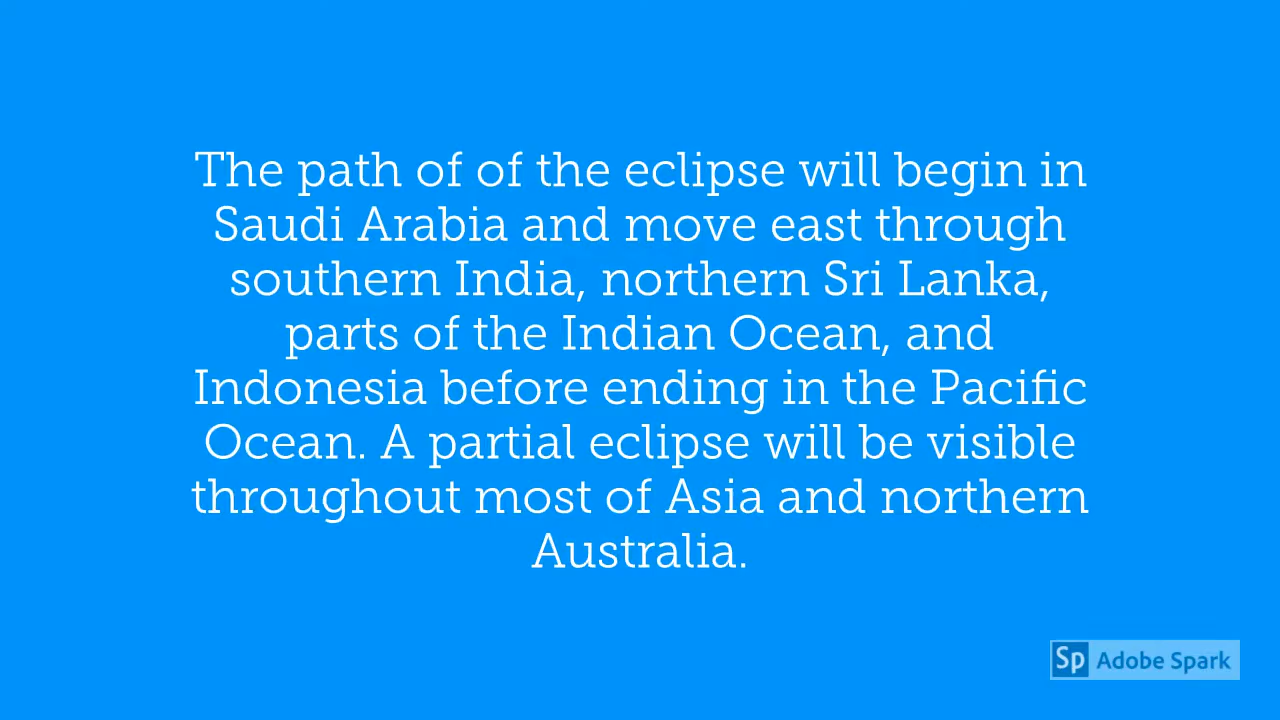 The path of of the eclipse will begin in
Saudi Arabia and move east through
southern India, northern Sri Lanka,
parts of the Indian Ocean, and
Indonesia before ending in the Pacific
Ocean. A partial eclipse will be visible
throughout most of Asia and northern
Australia.
Sp Adobe Spark